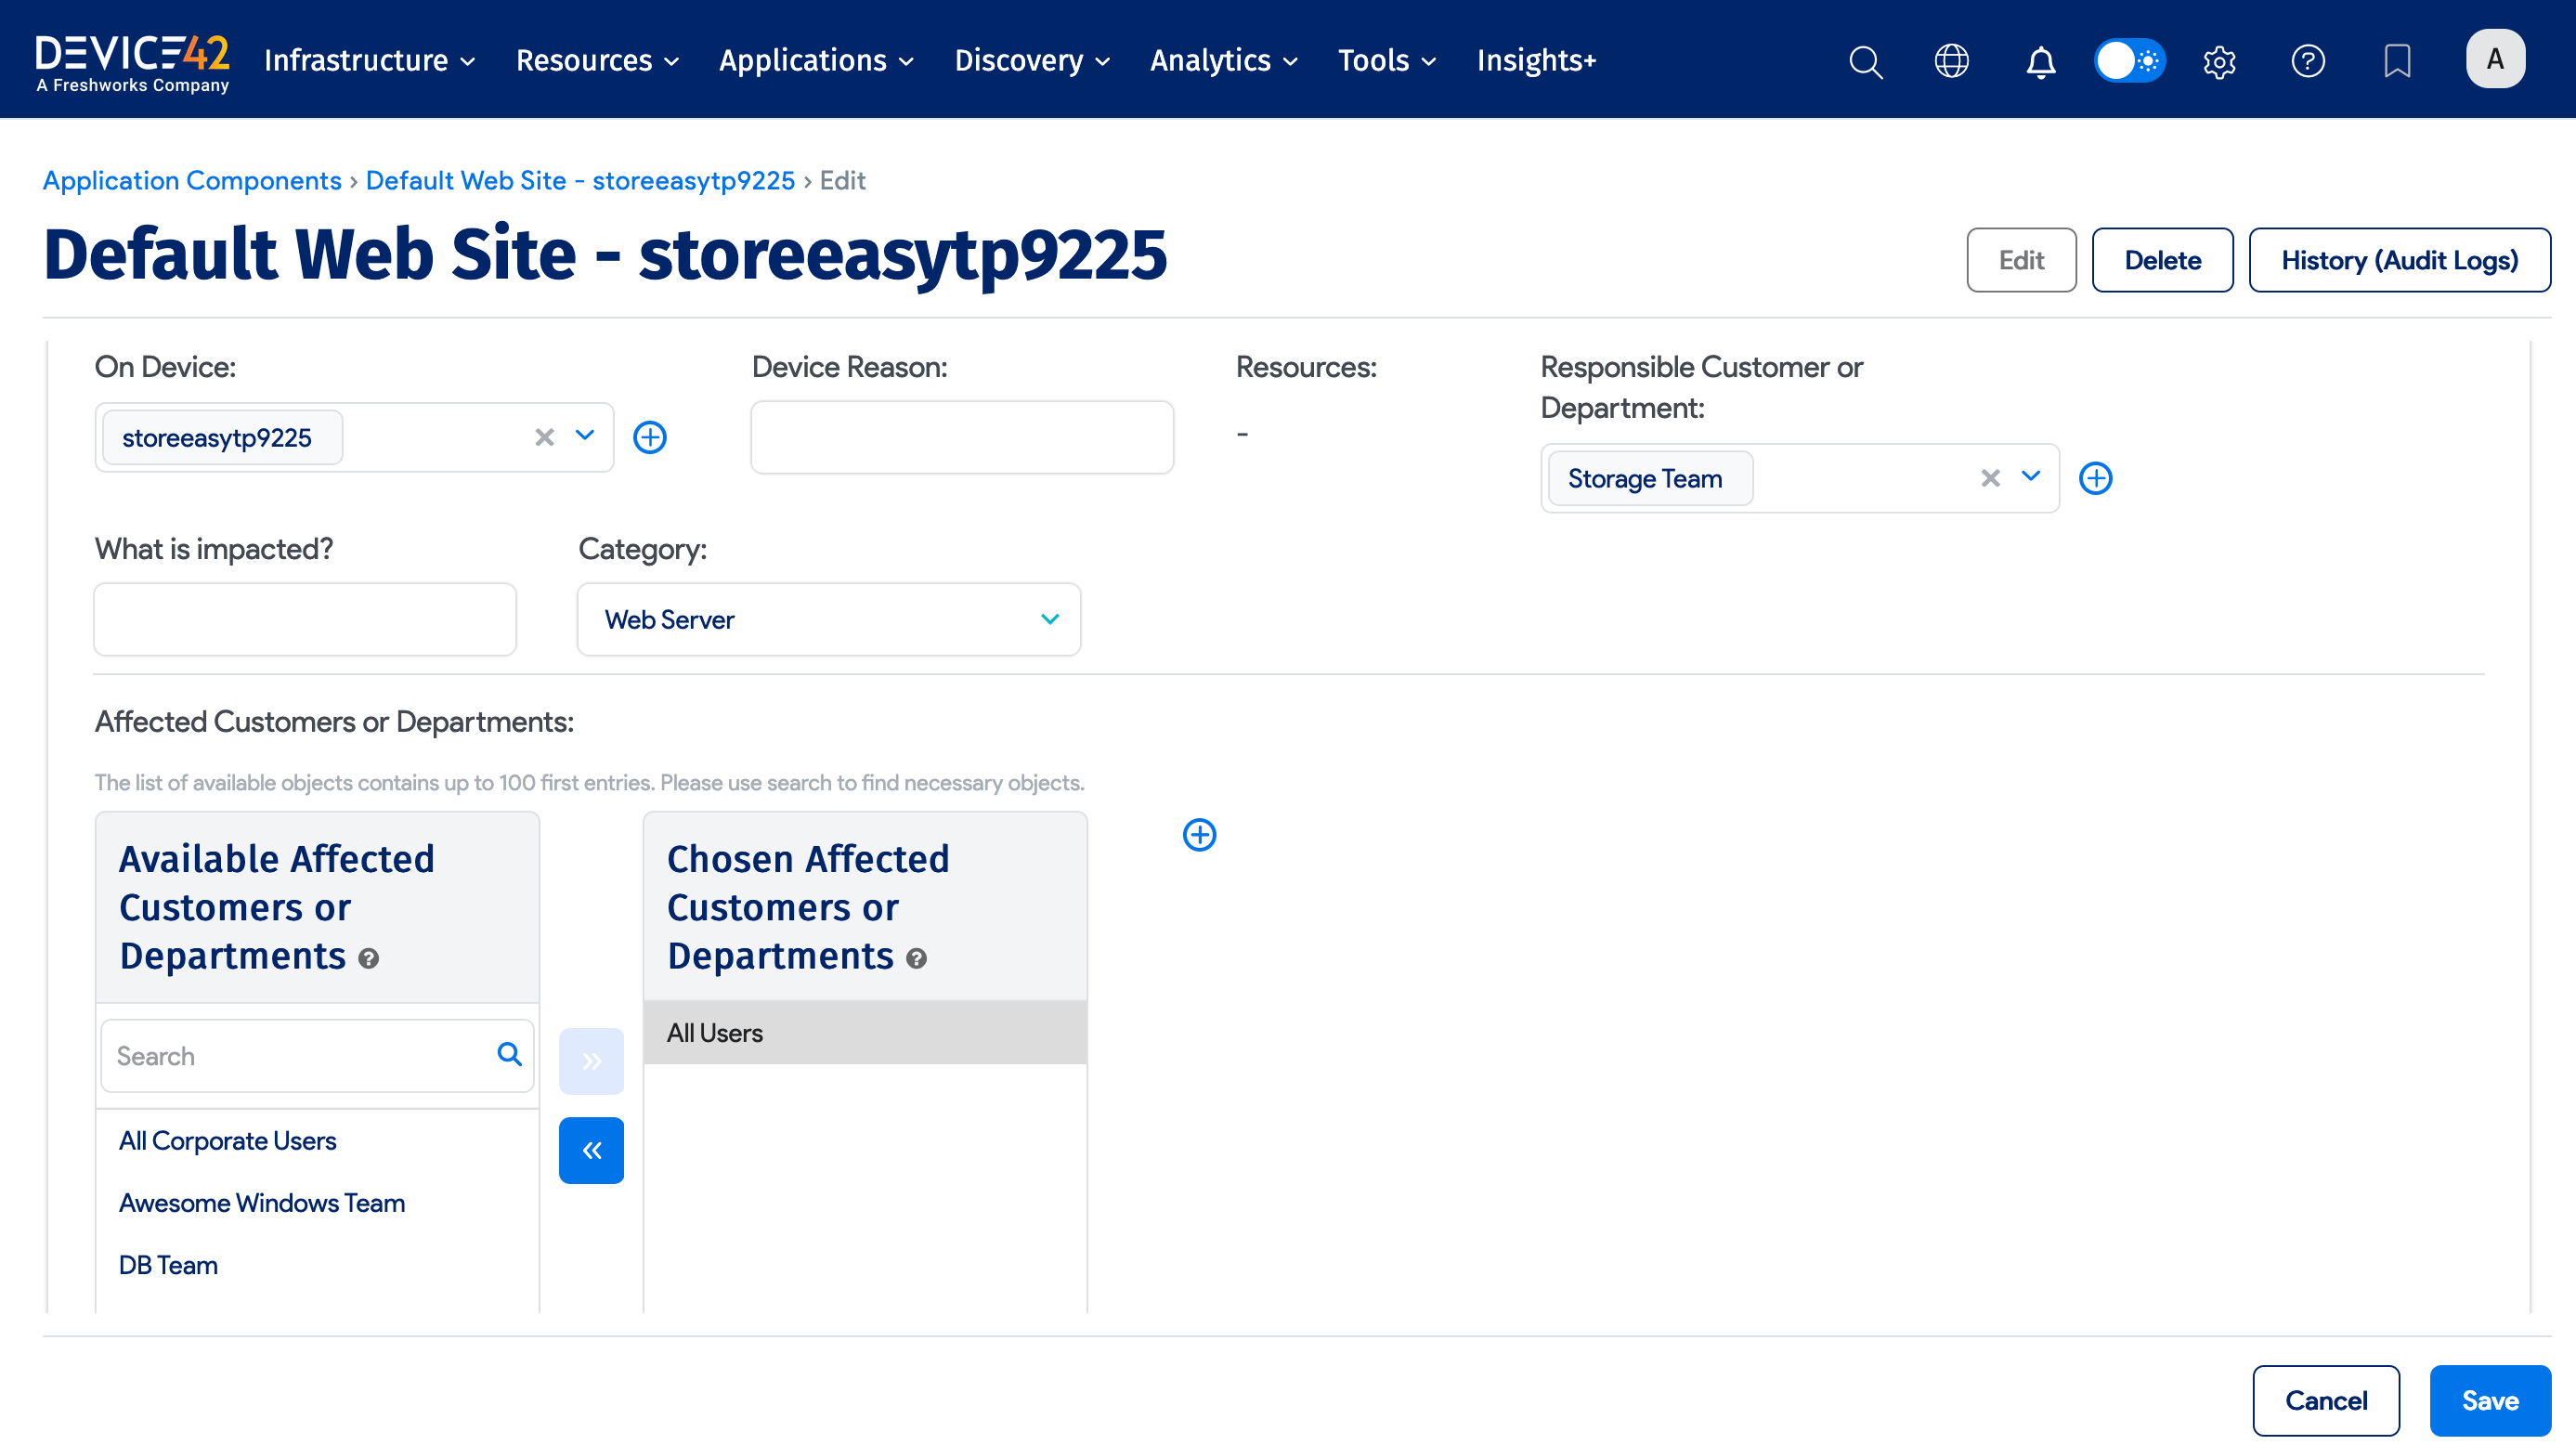 DEVICE42
A Freshworks Company
Infrastructure Resources Applications Discovery Analytics Tools Insights+ A
Application Components › Default Web Site - storeeasytp9225 › Edit
Default Web Site - storeeasytp9225
Edit Delete History (Audit Logs)
On Device: Device Reason: Resources: Responsible Customer or
Department:
storeeasytp9225 -
Storage Team
What is impacted? Category:
Web Server
Affected Customers or Departments:
The list of available objects contains up to 100 first entries. Please use search to find necessary objects.
Available Affected
Customers or
Departments ?
Chosen Affected
Customers or
Departments ?
Search
All Users
All Corporate Users
Awesome Windows Team
DB Team
Cancel Save